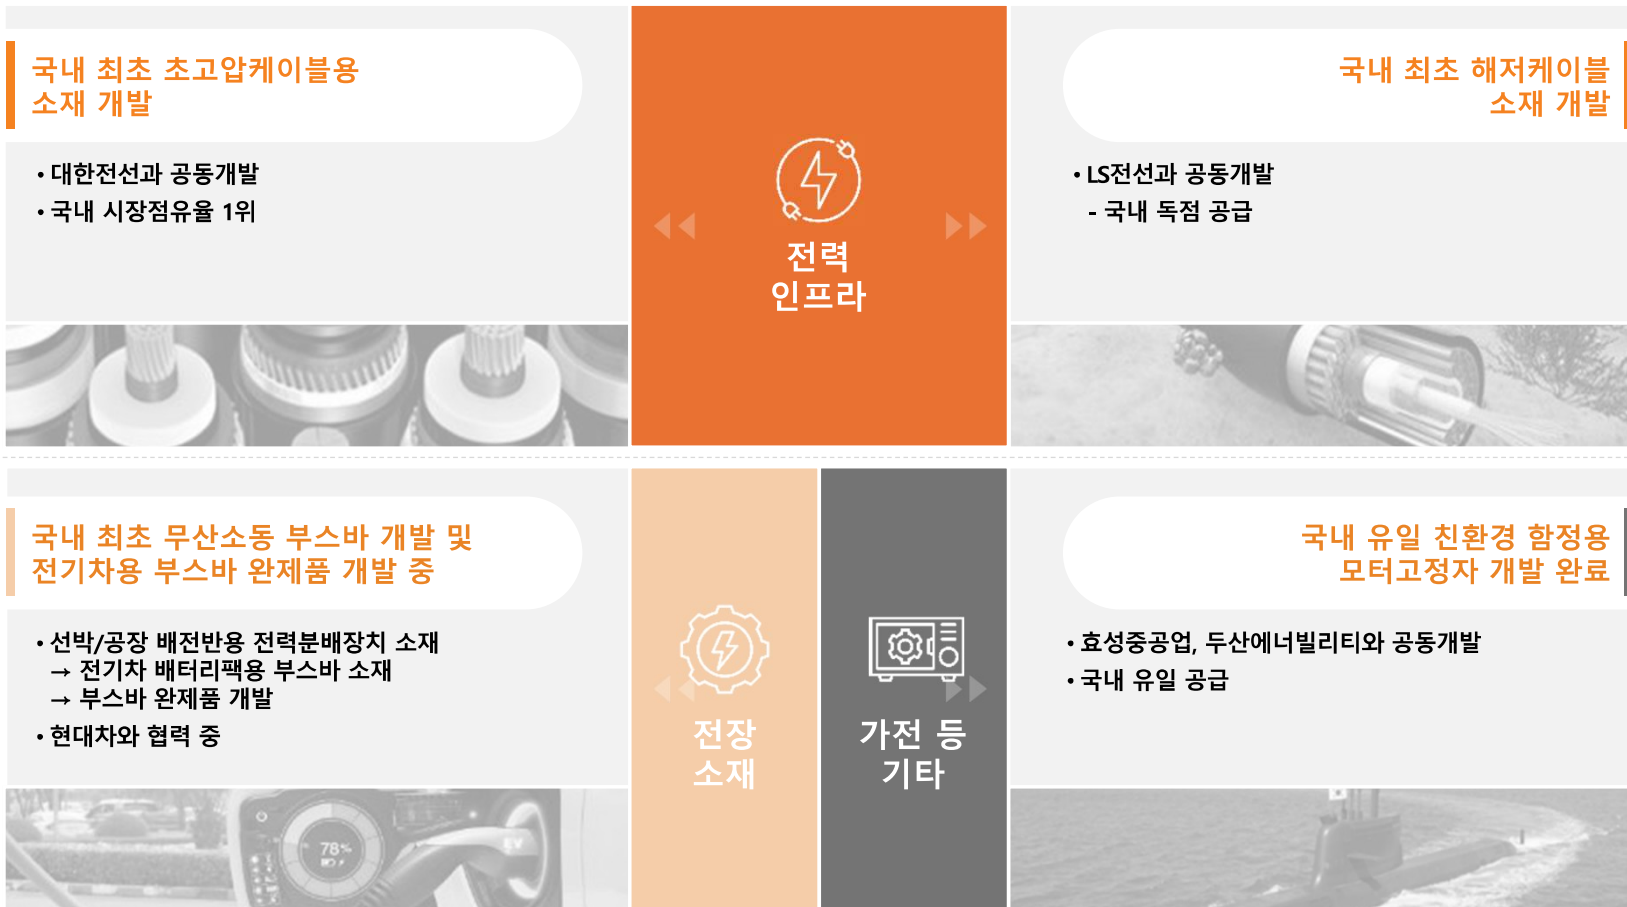 국내 최초 초고압케이블용
소재 개발
• 대한전선과 공동개발
• 국내 시장점유율 1위
전력
인프라
국내 최초 해저케이블
소재 개발
• LS전선과 공동개발
- 국내 독점 공급
국내 최초 무산소동 부스바 개발 및
전기차용 부스바 완제품 개발 중
• 선박/공장 배전반용 전력분배장치 소재
→ 전기차 배터리팩용 부스바 소재
→ 부스바 완제품 개발
• 현대차와 협력 중
78%
EV
전장
소재
가전 등
기타
국내 유일 친환경 함정용
모터고정자 개발 완료
• 효성중공업, 두산에너빌리티와 공동개발
• 국내 유일 공급